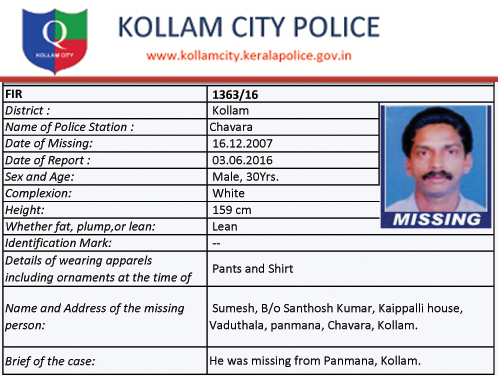 Q
KOLLAM CITY
KOLLAM CITY POLICE
www.kollamcity.keralapolice.gov.in
FIR 1363/16
District : Kollam
Name of Police Station : Chavara
Date of Missing: 16.12.2007
Date of Report : 03.06.2016
Sex and Age: Male, 30Yrs.
Complexion: White
Height: 159 cm
Whether fat, plump,or lean: Lean
Identification Mark: --
Details of wearing apparels
including ornaments at the time of
Pants and Shirt
Name and Address of the missing
person:
Sumesh, B/o Santhosh Kumar, Kaippalli house,
Vaduthala, panmana, Chavara, Kollam.
Brief of the case: He was missing from Panmana, Kollam.
MISSING